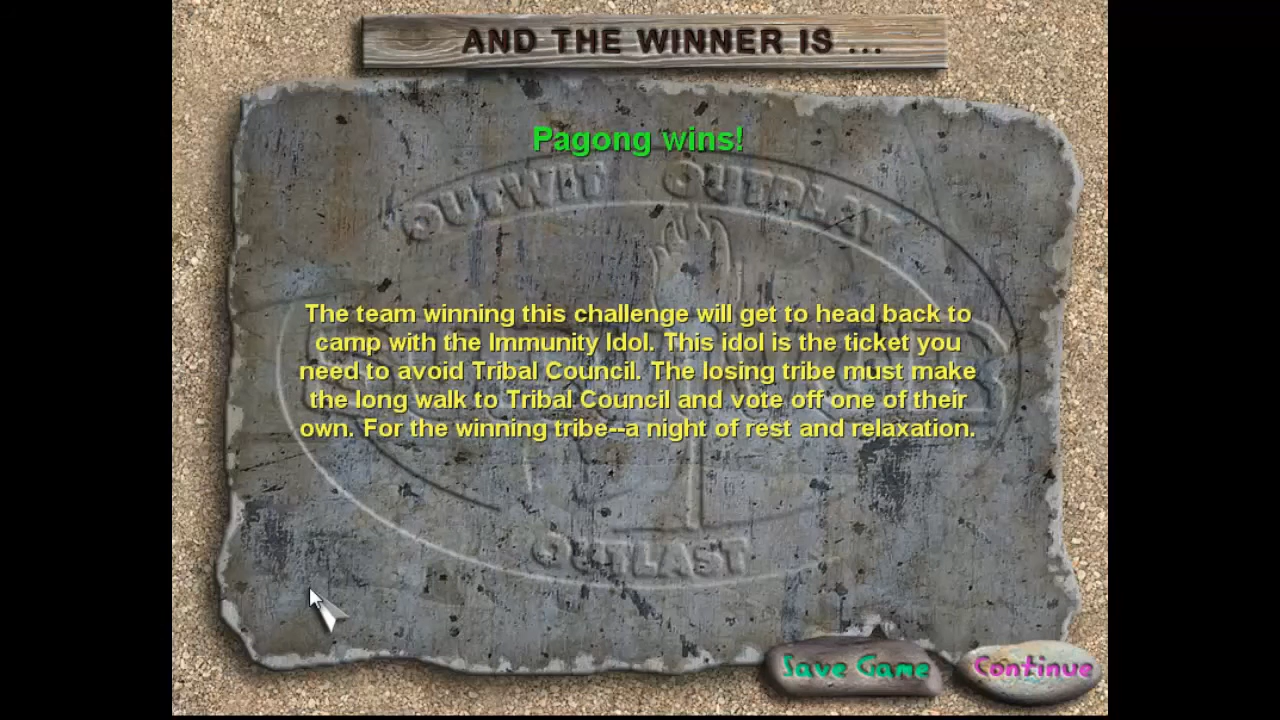 AND THE WINNER IS ...
Pagong wins!
OUTWIT OUTPLAY
SURVIVOR
The team winning this challenge will get to head back to
camp with the Immunity Idol. This idol is the ticket you
need to avoid Tribal Council. The losing tribe must make
the long walk to Tribal Council and vote off one of their
own. For the winning tribe--a night of rest and relaxation.
OUTLAST
Save Game
Continue